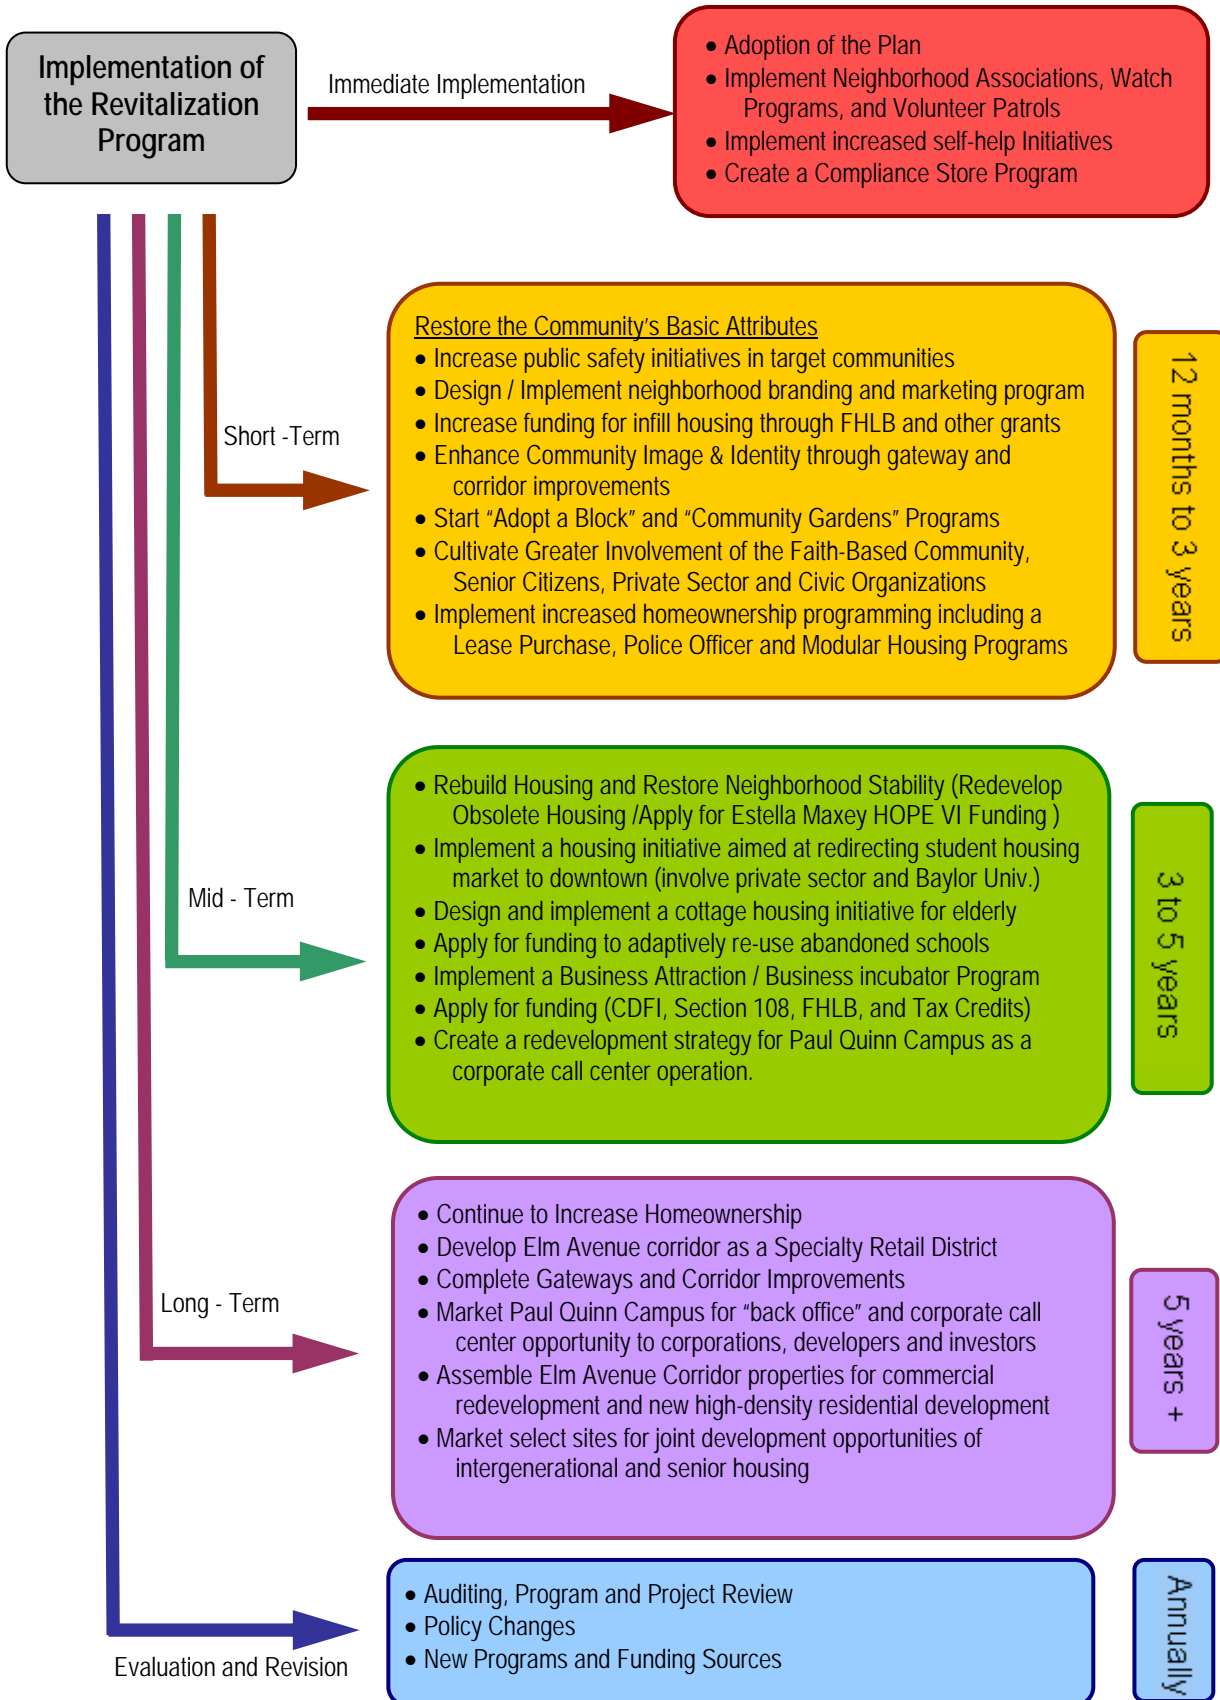 Implementation of
the Revitalization
Program
Immediate Implementation
• Adoption of the Plan
• Implement Neighborhood Associations, Watch
Programs, and Volunteer Patrols
• Implement increased self-help Initiatives
• Create a Compliance Store Program
Short -Term
Restore the Community's Basic Attributes
• Increase public safety initiatives in target communities
• Design / Implement neighborhood branding and marketing program
• Increase funding for infill housing through FHLB and other grants
• Enhance Community Image & Identity through gateway and
corridor improvements
• Start “Adopt a Block” and “Community Gardens” Programs
• Cultivate Greater Involvement of the Faith-Based Community,
Senior Citizens, Private Sector and Civic Organizations
• Implement increased homeownership programming including a
Lease Purchase, Police Officer and Modular Housing Programs
12 months to 3 years
Mid - Term
• Rebuild Housing and Restore Neighborhood Stability (Redevelop
Obsolete Housing /Apply for Estella Maxey HOPE VI Funding )
• Implement a housing initiative aimed at redirecting student housing
market to downtown (involve private sector and Baylor Univ.)
• Design and implement a cottage housing initiative for elderly
• Apply for funding to adaptively re-use abandoned schools
• Implement a Business Attraction / Business incubator Program
• Apply for funding (CDFI, Section 108, FHLB, and Tax Credits)
• Create a redevelopment strategy for Paul Quinn Campus as a
corporate call center operation.
3 to 5 years
Long - Term
• Continue to Increase Homeownership
• Develop Elm Avenue corridor as a Specialty Retail District
• Complete Gateways and Corridor Improvements
• Market Paul Quinn Campus for “back office” and corporate call
center opportunity to corporations, developers and investors
• Assemble Elm Avenue Corridor properties for commercial
redevelopment and new high-density residential development
• Market select sites for joint development opportunities of
intergenerational and senior housing
5 years +
Evaluation and Revision
• Auditing, Program and Project Review
• Policy Changes
• New Programs and Funding Sources
Annually